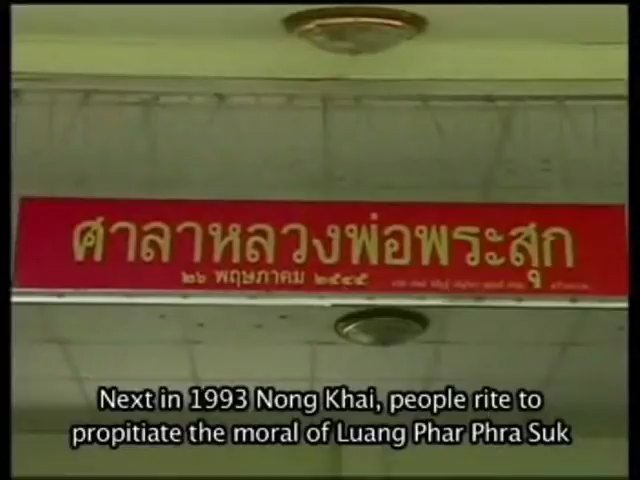 ศาลาหลวงพ่อพระสุก
๒๖ พฤษภาคม ๒๕๔๕
Next in 1993 Nong Khai, people rite to
propitiate the moral of Luang Phar Phra Suk